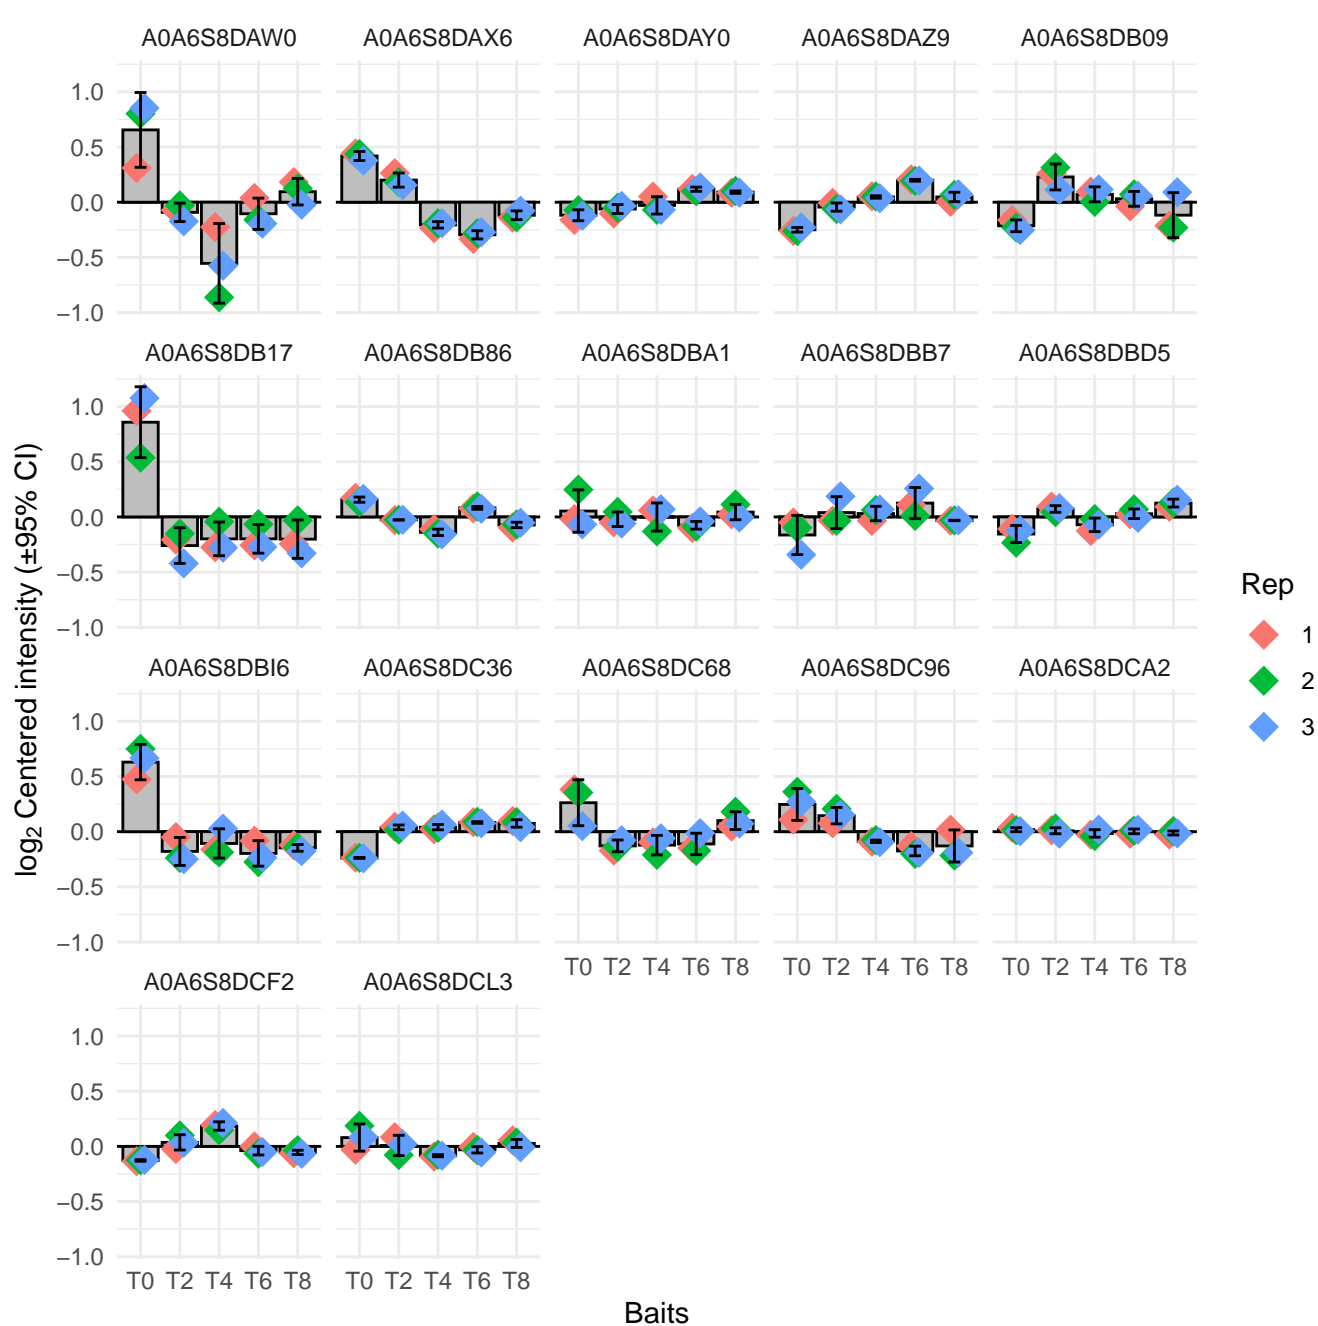 A0A6S8DAW0 A0A6S8DAX6 A0A6S8DAY0 A0A6S8DAZ9 A0A6S8DB09
1.0
0.5
0.0
−0.5
−1.0
A0A6S8DB17 A0A6S8DB86 A0A6S8DBA1 A0A6S8DBB7 A0A6S8DBD5
1.0
0.5
0.0
−0.5
−1.0
A0A6S8DBI6 A0A6S8DC36 A0A6S8DC68 A0A6S8DC96 A0A6S8DCA2
1.0
0.5
0.0
−0.5
−1.0
T0 T2 T4 T6 T8 T0 T2 T4 T6 T8 T0 T2 T4 T6 T8
A0A6S8DCF2 A0A6S8DCL3
1.0
0.5
0.0
−0.5
−1.0
T0 T2 T4 T6 T8 T0 T2 T4 T6 T8
Baits
log₂ Centered intensity (±95% CI)
Rep
1
2
3